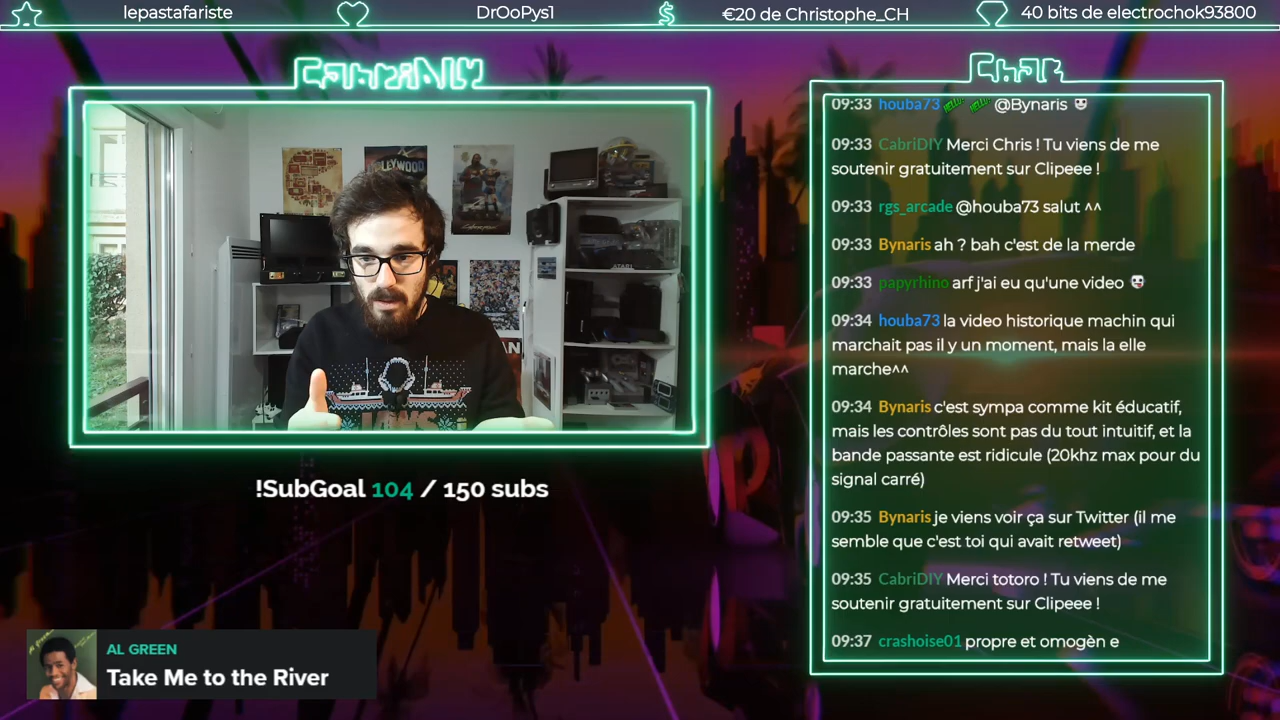 lepastafariste
DrOoPys1
€20 de Christophe_CH
40 bits de electrochok93800
CabriDIY
Chat
HOLLYWOOD
Cyberpunk
ATARI
JAWS
09:33 houba73 @Bynaris
09:33 CabriDIY Merci Chris ! Tu viens de me
soutenir gratuitement sur Clipeee !
09:33 rgs_arcade @houba73 salut ^^
09:33 Bynaris ah ? bah c'est de la merde
09:33 papyrhino arf j'ai eu qu'une video
09:34 houba73 la video historique machin qui
marchait pas il y un moment, mais la elle
marche^^
09:34 Bynaris c'est sympa comme kit éducatif,
mais les contrôles sont pas du tout intuitif, et la
bande passante est ridicule (20khz max pour du
signal carré)
09:35 Bynaris je viens voir ça sur Twitter (il me
semble que c'est toi qui avait retweet)
09:35 CabriDIY Merci totoro ! Tu viens de me
soutenir gratuitement sur Clipeee !
09:37 crashoise01 propre et omogèn e
!SubGoal 104 / 150 subs
AL GREEN
Take Me to the River